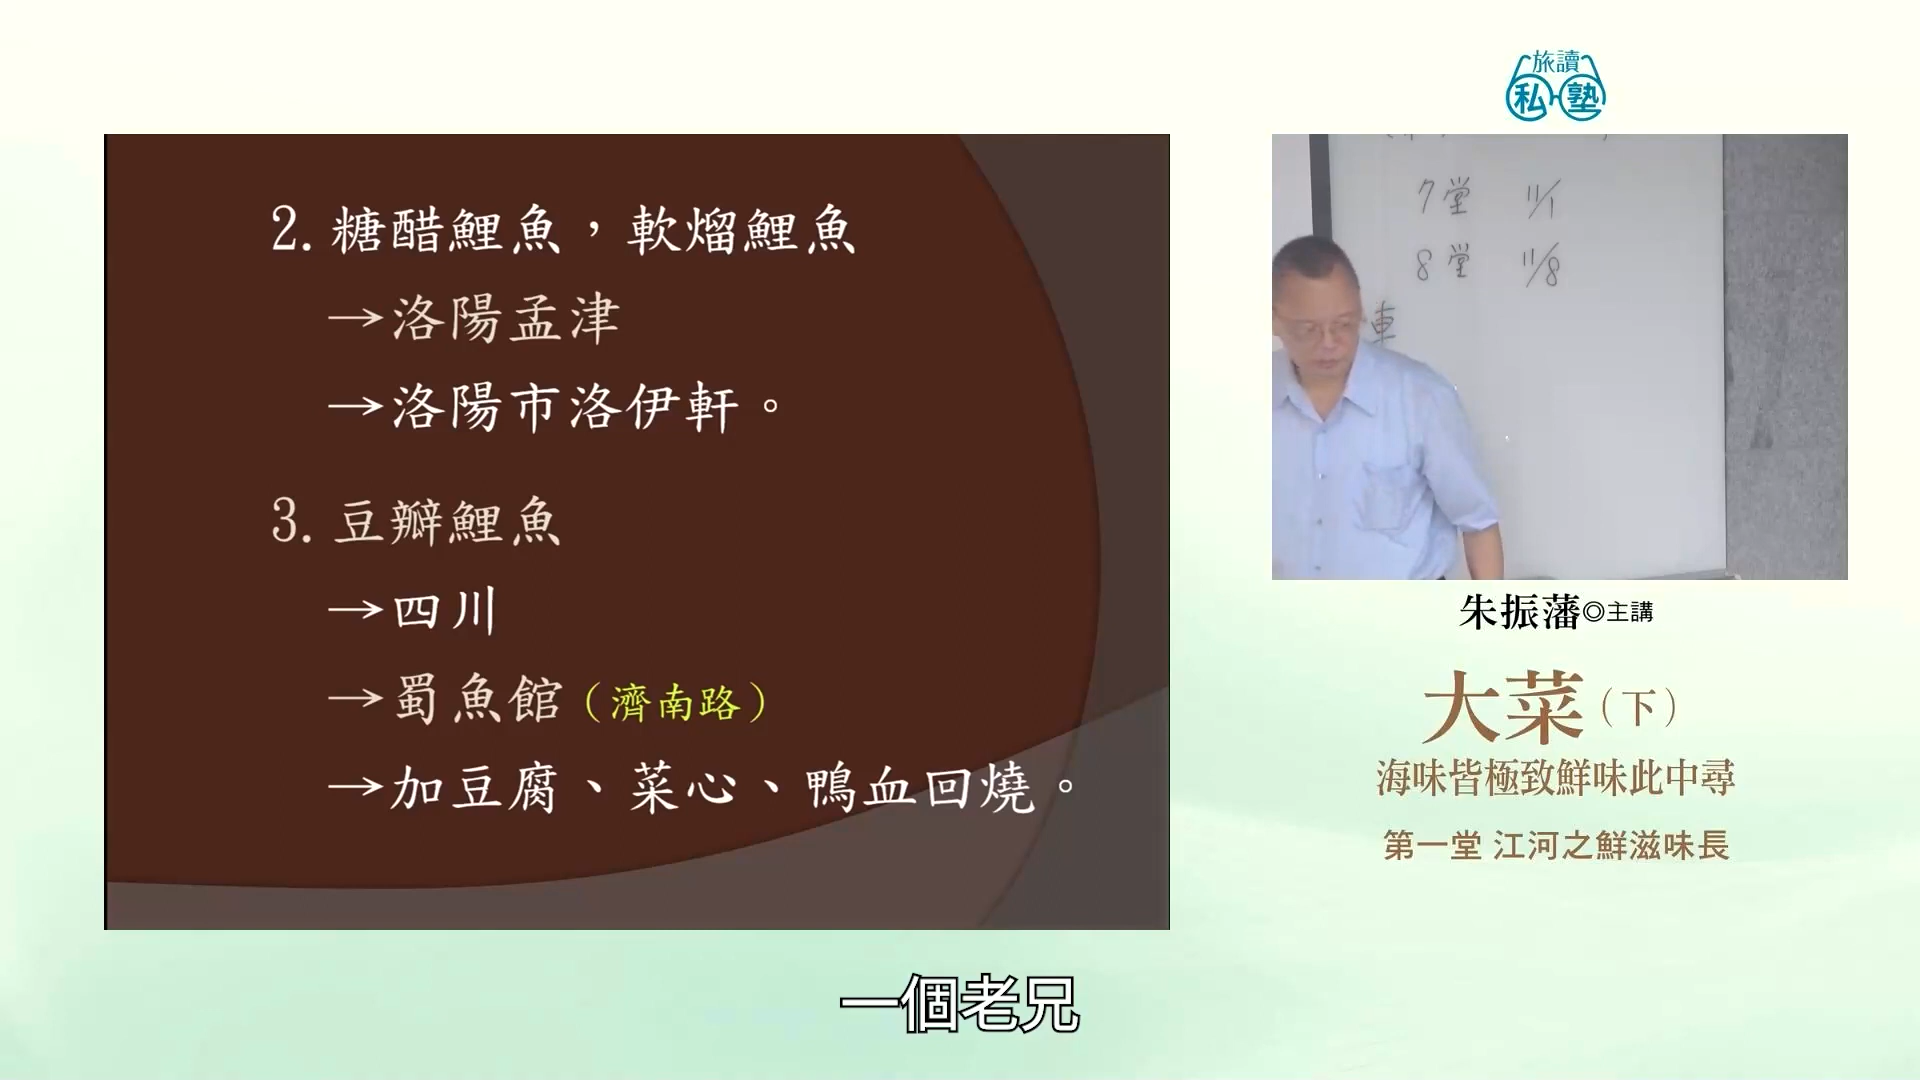 旅讀
私塾
2. 糖醋鯉魚，軟熘鯉魚
→洛陽孟津
→洛陽市洛伊軒。
3. 豆瓣鯉魚
→四川
→蜀魚館（濟南路）
→加豆腐、菜心、鴨血回燒。
7堂 11/1
8堂 11/8
車
朱振藩◎主講
大菜（下）
海味皆極致鮮味此中尋
第一堂 江河之鮮滋味長
一個老兄